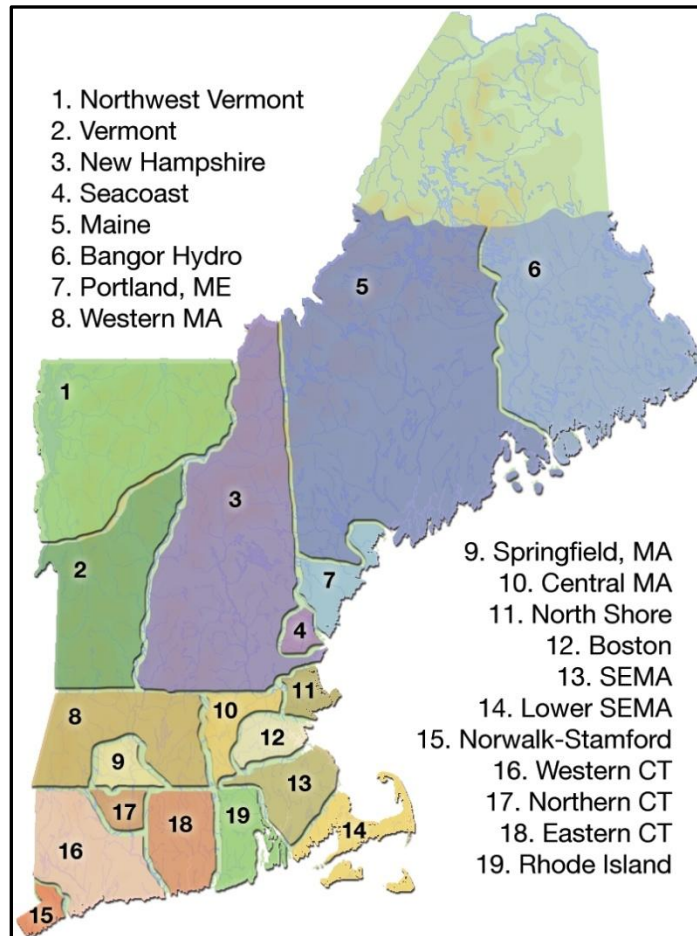 1. Northwest Vermont
2. Vermont
3. New Hampshire
4. Seacoast
5. Maine
6. Bangor Hydro
7. Portland, ME
8. Western MA
5
6
1
3
2
7
4
9. Springfield, MA
10. Central MA
11. North Shore
12. Boston
13. SEMA
14. Lower SEMA
15. Norwalk-Stamford
16. Western CT
17. Northern CT
18. Eastern CT
19. Rhode Island
11
8
10
12
9
13
17
18
19
14
16
15